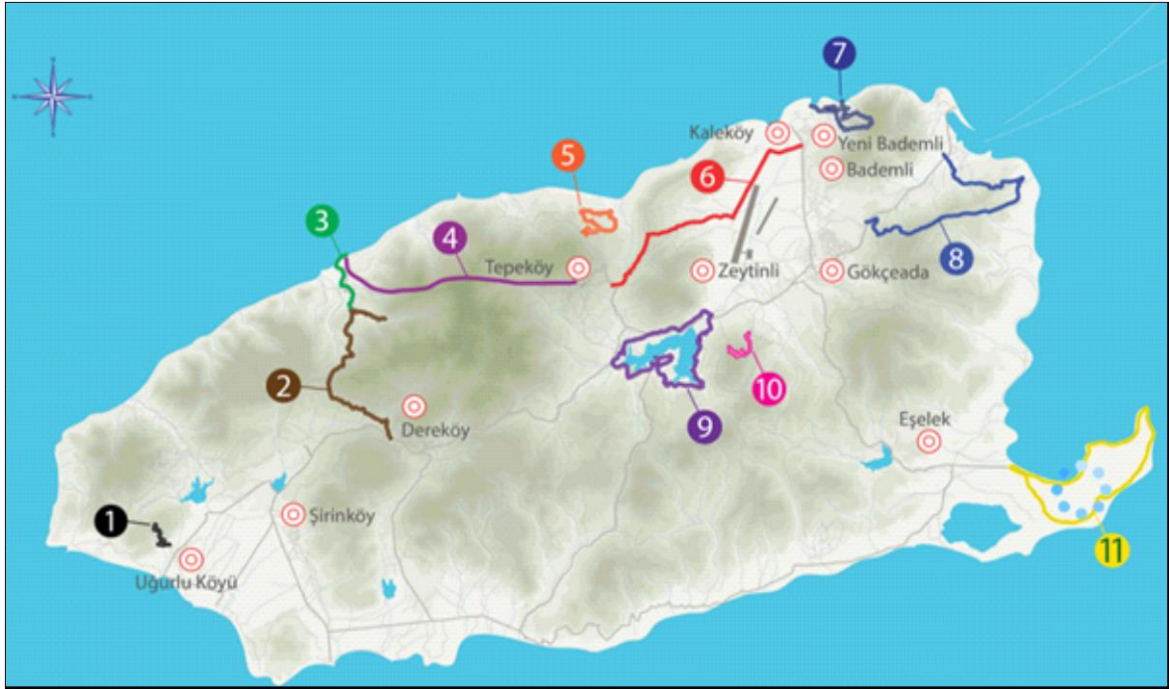 7
Kaleköy
Yeni Bademli
5
Bademli
6
3
4
Tepeköy
Zeytinli
Gökçeada
8
2
10
9
Dereköy
Eşelek
1
Şirinköy
11
Uğurlu Köyü